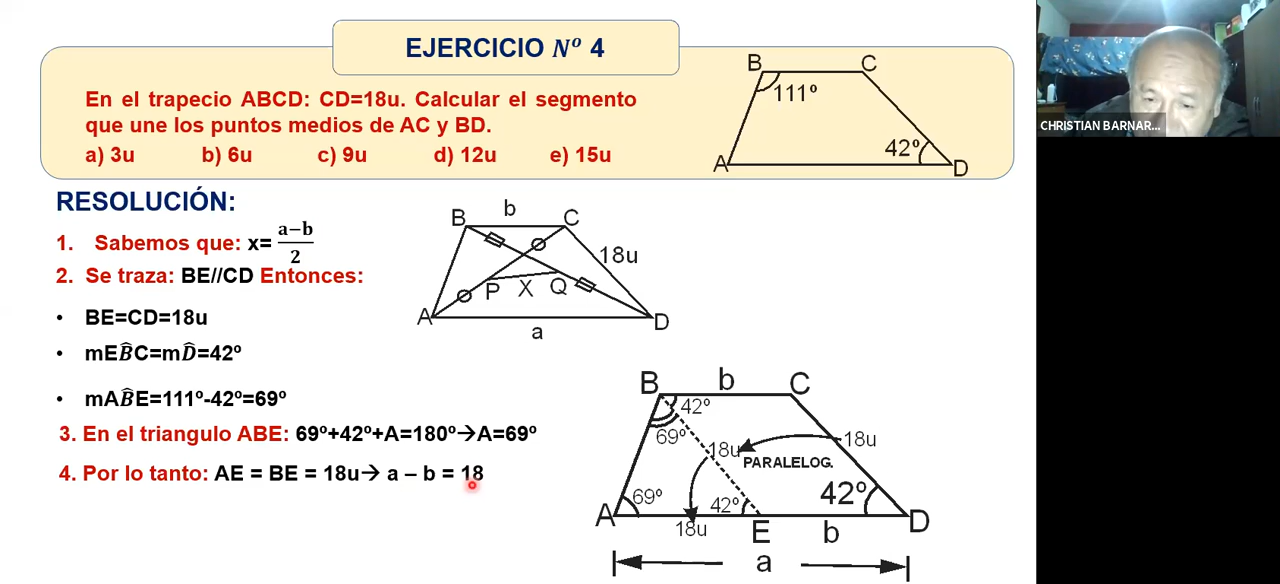 EJERCICIO Nº 4
En el trapecio ABCD: CD=18u. Calcular el segmento
que une los puntos medios de AC y BD.
a) 3u b) 6u c) 9u d) 12u e) 15u
B C
111º
42º
A D
CHRISTIAN BARNAR...
RESOLUCIÓN:
1. Sabemos que: x= a−b/2
2. Se traza: BE//CD Entonces:
• BE=CD=18u
• mEB̂C=mD̂=42º
• mAB̂E=111º-42º=69º
3. En el triangulo ABE: 69º+42º+A=180º→A=69º
4. Por lo tanto: AE = BE = 18u→ a – b = 18
b
B C
18u
P X Q
A D
a
B b C
42º
69º
18u 18u
PARALELOG.
69º 42º 42º
A E D
18u b
a